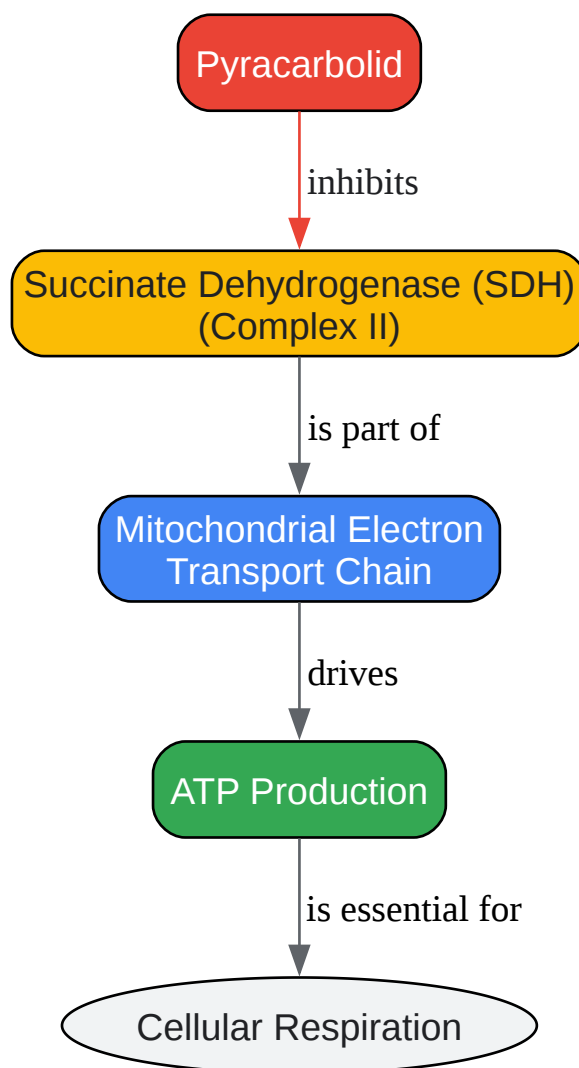 Pyracarbolid
inhibits
Succinate Dehydrogenase (SDH)
(Complex II)
is part of
Mitochondrial Electron
Transport Chain
drives
ATP Production
is essential for
Cellular Respiration